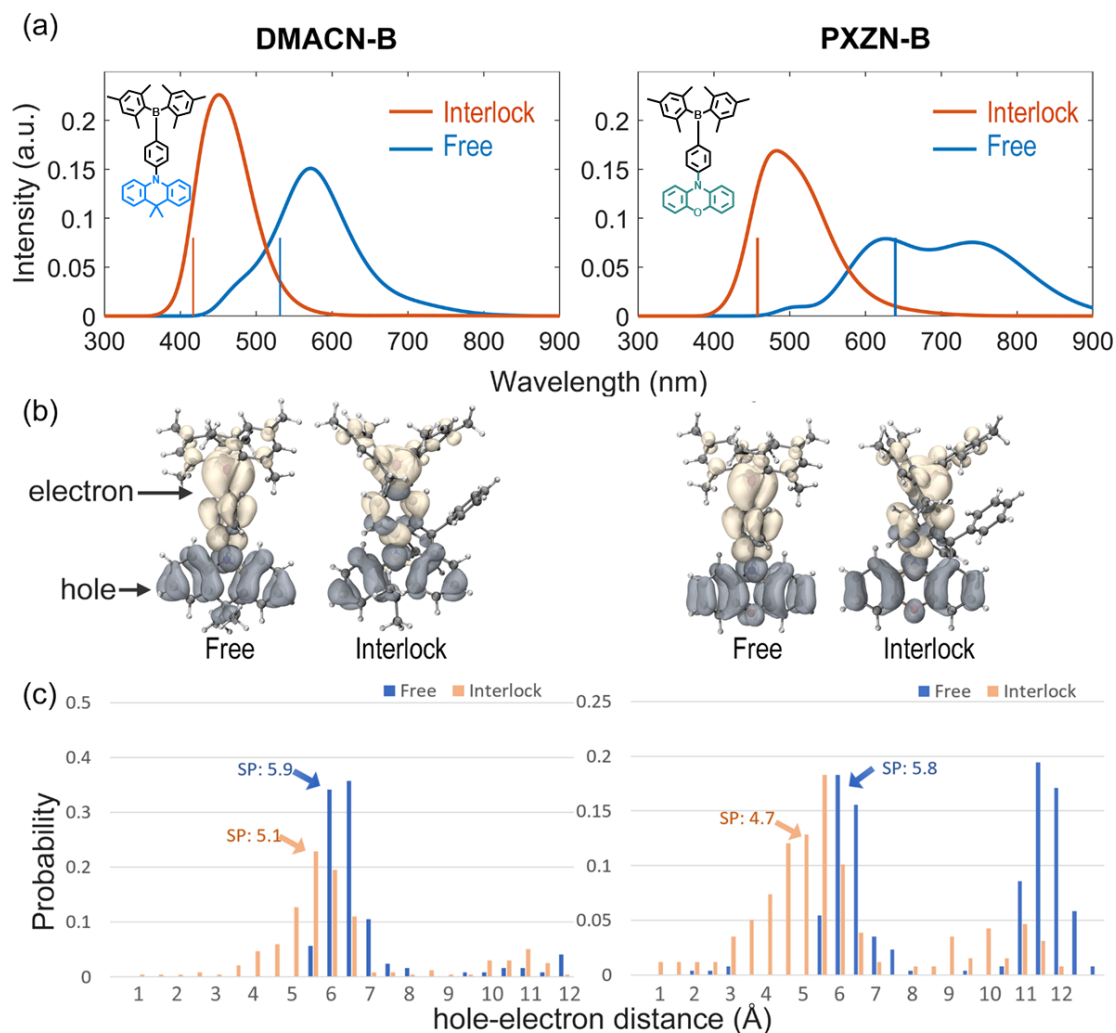 (a)
DMACN-B
PXZN-B
Intensity (a.u.)
0.2
0.15
0.1
0.05
0
300 400 500 600 700 800 900
Interlock
Free
B
N
0.2
0.15
0.1
0.05
0
300 400 500 600 700 800 900
Interlock
Free
B
N
O
Wavelength (nm)
(b)
electron
hole
Free
Interlock
Free
Interlock
(c)
Probability
Free Interlock
0.5
0.4
0.3
0.2
0.1
0
SP: 5.9
SP: 5.1
1 2 3 4 5 6 7 8 9 10 11 12
Free Interlock
0.25
0.2
0.15
0.1
0.05
0
SP: 5.8
SP: 4.7
1 2 3 4 5 6 7 8 9 10 11 12
hole-electron distance (Å)